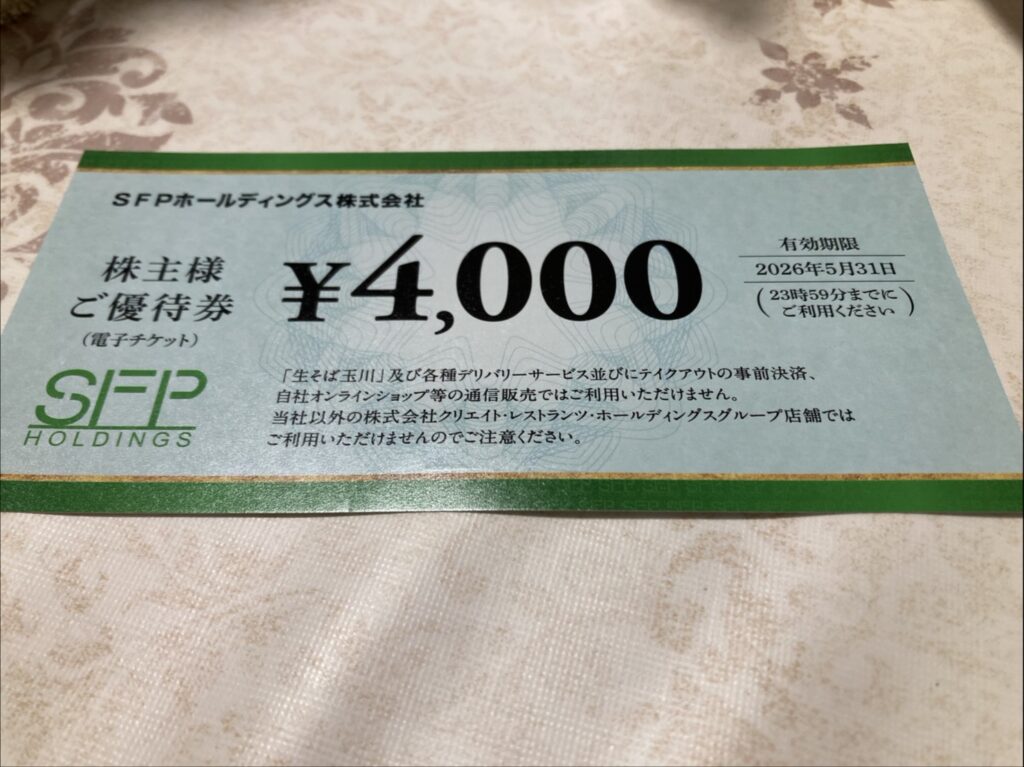 SFPホールディングス株式会社
株主様
ご優待券
(電子チケット)
¥4,000
有効期限
2026年5月31日
(23時59分までに
ご利用ください)
SFP
HOLDINGS
「生そば玉川」及び各種デリバリーサービス並びにテイクアウトの事前決済、
自社オンラインショップ等の通信販売ではご利用いただけません。
当社以外の株式会社クリエイト・レストランツ・ホールディングスグループ店舗では
ご利用いただけませんのでご注意ください。